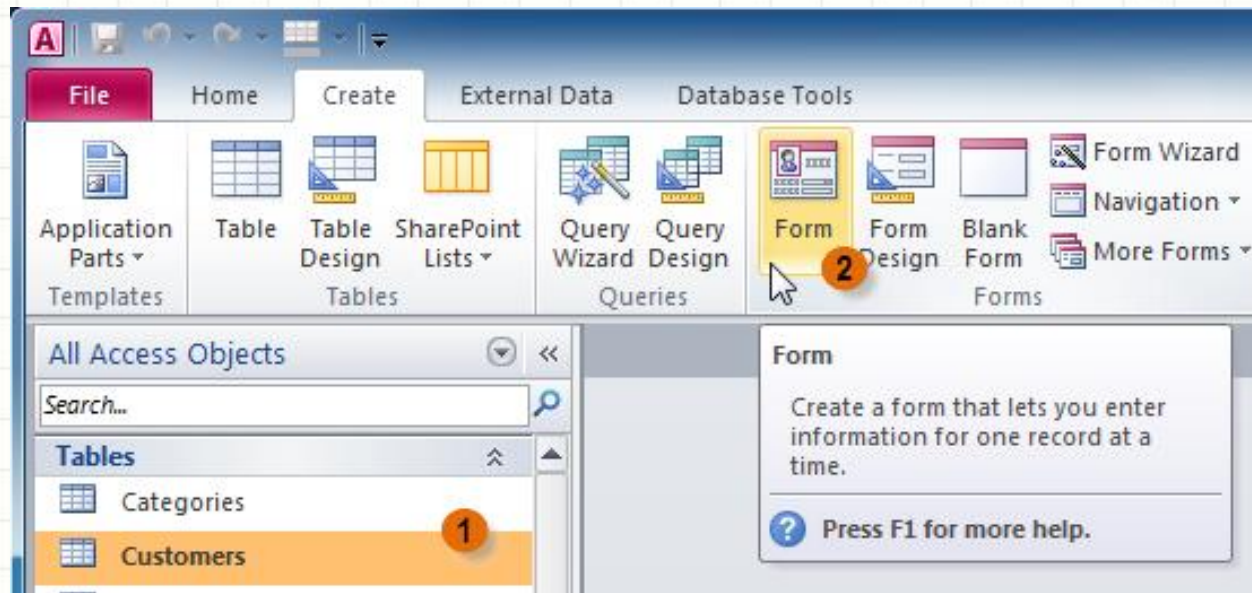 A
File Home Create External Data Database Tools
Application Parts
Table
Table Design
SharePoint Lists
Query Wizard
Query Design
Form
Form Design
Blank Form
Form Wizard
Navigation
More Forms
Templates Tables Queries Forms
2
All Access Objects
Search...
Tables
Categories
1
Customers
Form
Create a form that lets you enter
information for one record at a
time.
? Press F1 for more help.